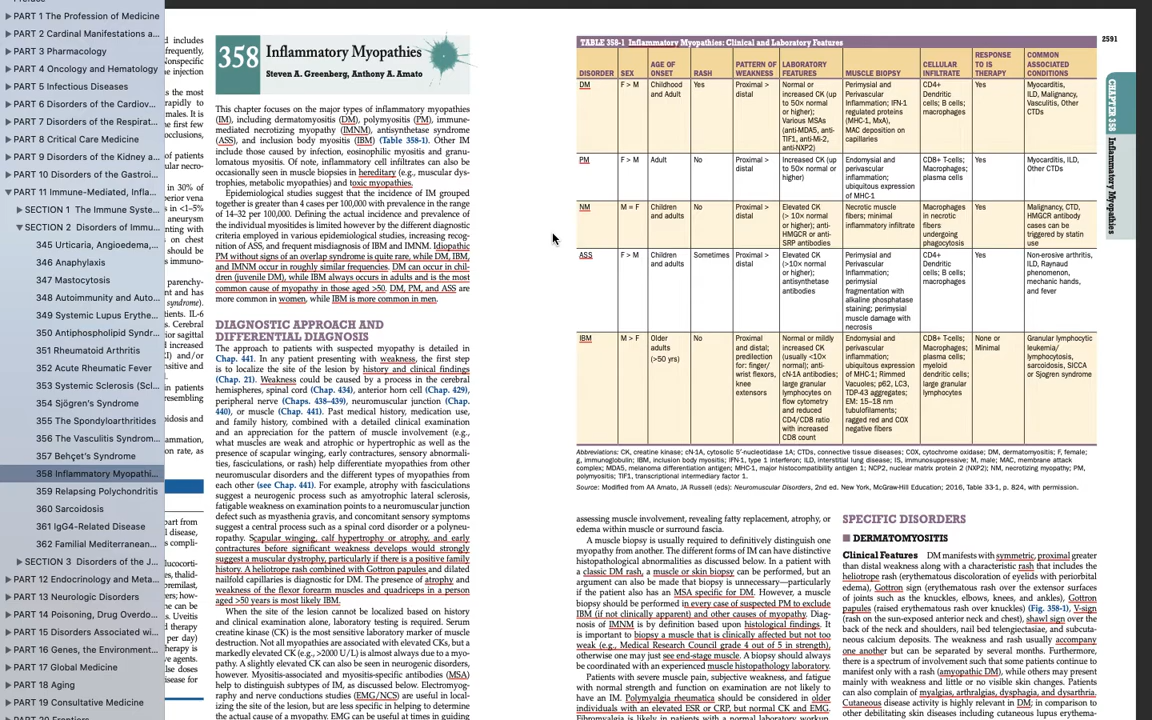 Preface
PART 1 The Profession of Medicine
PART 2 Cardinal Manifestations a...
PART 3 Pharmacology
PART 4 Oncology and Hematology
PART 5 Infectious Diseases
PART 6 Disorders of the Cardiov...
PART 7 Disorders of the Respirat...
PART 8 Critical Care Medicine
PART 9 Disorders of the Kidney a...
PART 10 Disorders of the Gastroi...
PART 11 Immune-Mediated, Infla...
SECTION 1 The Immune Syste...
SECTION 2 Disorders of Immu...
345 Urticaria, Angioedema,...
346 Anaphylaxis
347 Mastocytosis
348 Autoimmunity and Auto...
349 Systemic Lupus Erythe...
350 Antiphospholipid Syndr...
351 Rheumatoid Arthritis
352 Acute Rheumatic Fever
353 Systemic Sclerosis (Scl...
354 Sjögren's Syndrome
355 The Spondyloarthritides
356 The Vasculitis Syndrom...
357 Behçet's Syndrome
358 Inflammatory Myopathi...
359 Relapsing Polychondritis
360 Sarcoidosis
361 IgG4-Related Disease
362 Familial Mediterranean...
SECTION 3 Disorders of the J...
PART 12 Endocrinology and Meta...
PART 13 Neurologic Disorders
PART 14 Poisoning, Drug Overdo...
PART 15 Disorders Associated wi...
PART 16 Genes, the Environment...
PART 17 Global Medicine
PART 18 Aging
PART 19 Consultative Medicine
PART 20 Frontiers
358 Inflammatory Myopathies
Steven A. Greenberg, Anthony A. Amato
This chapter focuses on the major types of inflammatory myopathies
(IM), including dermatomyositis (DM), polymyositis (PM), immune-
mediated necrotizing myopathy (IMNM), antisynthetase syndrome
(ASS), and inclusion body myositis (IBM) (Table 358-1). Other IM
include those caused by infection, eosinophilic myositis and granu-
lomatous myositis. Of note, inflammatory cell infiltrates can also be
occasionally seen in muscle biopsies in hereditary (e.g., muscular dys-
trophies, metabolic myopathies) and toxic myopathies.
Epidemiological studies suggest that the incidence of IM grouped
together is greater than 4 cases per 100,000 with prevalence in the range
of 14–32 per 100,000. Defining the actual incidence and prevalence of
the individual myositides is limited however by the different diagnostic
criteria employed in various epidemiological studies, increasing recog-
nition of ASS, and frequent misdiagnosis of IBM and IMNM. Idiopathic
PM without signs of an overlap syndrome is quite rare, while DM, IBM,
and IMNM occur in roughly similar frequencies. DM can occur in chil-
dren (juvenile DM), while IBM always occurs in adults and is the most
common cause of myopathy in those aged >50. DM, PM, and ASS are
more common in women, while IBM is more common in men.
DIAGNOSTIC APPROACH AND
DIFFERENTIAL DIAGNOSIS
The approach to patients with suspected myopathy is detailed in
Chap. 441. In any patient presenting with weakness, the first step
is to localize the site of the lesion by history and clinical findings
(Chap. 21). Weakness could be caused by a process in the cerebral
hemispheres, spinal cord (Chap. 434), anterior horn cell (Chap. 429),
peripheral nerve (Chaps. 438–439), neuromuscular junction (Chap.
440), or muscle (Chap. 441). Past medical history, medication use,
and family history, combined with a detailed clinical examination
and an appreciation for the pattern of muscle involvement (e.g.,
what muscles are weak and atrophic or hypertrophic as well as the
presence of scapular winging, early contractures, sensory abnormali-
ties, fasciculations, or rash) help differentiate myopathies from other
neuromuscular disorders and the different types of myopathies from
each other (see Chap. 441). For example, atrophy with fasciculations
suggest a neurogenic process such as amyotrophic lateral sclerosis,
fatigable weakness on examination points to a neuromuscular junction
defect such as myasthenia gravis, and concomitant sensory symptoms
suggest a central process such as a spinal cord disorder or a polyneu-
ropathy. Scapular winging, calf hypertrophy or atrophy, and early
contractures before significant weakness develops would strongly
suggest a muscular dystrophy, particularly if there is a positive family
history. A heliotrope rash combined with Gottron papules and dilated
nailfold capillaries is diagnostic for DM. The presence of atrophy and
weakness of the flexor forearm muscles and quadriceps in a person
aged >50 years is most likely IBM.
When the site of the lesion cannot be localized based on history
and clinical examination alone, laboratory testing is required. Serum
creatine kinase (CK) is the most sensitive laboratory marker of muscle
destruction. Not all myopathies are associated with elevated CKs, but a
markedly elevated CK (e.g., >2000 U/L) is almost always due to a myo-
pathy. A slightly elevated CK can also be seen in neurogenic disorders,
however. Myositis-associated and myositis-specific antibodies (MSA)
help to distinguish subtypes of IM, as discussed below. Electromyog-
raphy and nerve conduction studies (EMG/NCS) are useful in local-
izing the site of the lesion, but are less specific in helping to determine
the actual cause of a myopathy. EMG can be useful at times in guiding
2591
CHAPTER 358 Inflammatory Myopathies
TABLE 358-1 Inflammatory Myopathies: Clinical and Laboratory Features
DISORDER SEX AGE OF ONSET RASH PATTERN OF WEAKNESS LABORATORY FEATURES MUSCLE BIOPSY CELLULAR INFILTRATE RESPONSE TO IS THERAPY COMMON ASSOCIATED CONDITIONS
DM F > M Childhood and Adult Yes Proximal > distal Normal or increased CK (up to 50x normal or higher); Various MSAs (anti-MDA5, anti-TIF1, anti-Mi-2, anti-NXP2) Perimysial and Perivascular Inflammation; IFN-1 regulated proteins (MHC-1, MxA), MAC deposition on capillaries CD4+ Dendritic cells; B cells; macrophages Yes Myocarditis, ILD, Malignancy, Vasculitis, Other CTDs
PM F > M Adult No Proximal > distal Increased CK (up to 50x normal or higher) Endomysial and perivascular inflammation; ubiquitous expression of MHC-1 CD8+ T-cells; Macrophages; plasma cells Yes Myocarditis, ILD, Other CTDs
NM M = F Children and adults No Proximal > distal Elevated CK (> 10x normal or higher); anti-HMGCR or anti-SRP antibodies Necrotic muscle fibers; minimal inflammatory infiltrate Macrophages in necrotic fibers undergoing phagocytosis Yes Malignancy, CTD, HMGCR antibody cases can be triggered by statin use
ASS F > M Children and adults Sometimes Proximal > distal Elevated CK (>10x normal or higher); antisynthetase antibodies Perimysial and Perivascular Inflammation; perimysial fragmentation with alkaline phosphatase staining; perimysial muscle damage with necrosis CD4+ Dendritic cells; B cells; macrophages Yes Non-erosive arthritis, ILD, Raynaud phenomenon, mechanic hands, and fever
IBM M > F Older adults (>50 yrs) No Proximal and distal; predilection for: finger/wrist flexors, knee extensors Normal or mildly increased CK (usually <10x normal); anti-cN-1A antibodies; large granular lymphocytes on flow cytometry and reduced CD4/CD8 ratio with increased CD8 count Endomysial and perivascular inflammation; ubiquitous expression of MHC-1; Rimmed Vacuoles; p62, LC3, TDP-43 aggregates; EM: 15–18 nm tubulofilaments; ragged red and COX negative fibers CD8+ T-cells; Macrophages; plasma cells; myeloid dendritic cells; large granular lymphocytes None or Minimal Granular lymphocytic leukemia/lymphocytosis, sarcoidosis, SICCA or Sjogren syndrome
Abbreviations: CK, creatine kinase; cN-1A, cytosolic 5'-nucleotidase 1A; CTDs, connective tissue diseases; COX, cytochrome oxidase; DM, dermatomyositis, F, female;
g, immunoglobulin; IBM, inclusion body myositis; IFN-1, type 1 interferon; ILD, interstitial lung disease; IS, immunosuppressive; M, male; MAC, membrane attack
complex; MDA5, melanoma differentiation antigen; MHC-1, major histocompatibility antigen 1; NCP2, nuclear matrix protein 2 (NXP2); NM, necrotizing myopathy; PM,
polymyositis; TIF1, transcriptional intermediary factor 1.
Source: Modified from AA Amato, JA Russell (eds): Neuromuscular Disorders, 2nd ed. New York, McGraw-Hill Education; 2016, Table 33-1, p. 824, with permission.
assessing muscle involvement, revealing fatty replacement, atrophy, or
edema within muscle or surround fascia.
A muscle biopsy is usually required to definitively distinguish one
myopathy from another. The different forms of IM can have distinctive
histopathological abnormalities as discussed below. In a patient with
a classic DM rash, a muscle or skin biopsy can be performed, but an
argument can also be made that biopsy is unnecessary—particularly
if the patient also has an MSA specific for DM. However, a muscle
biopsy should be performed in every case of suspected PM to exclude
IBM (if not clinically apparent) and other causes of myopathy. Diag-
nosis of IMNM is by definition based upon histological findings. It
is important to biopsy a muscle that is clinically affected but not too
weak (e.g., Medical Research Council grade 4 out of 5 in strength),
otherwise one may just see end-stage muscle. A biopsy should always
be coordinated with an experienced muscle histopathology laboratory.
Patients with severe muscle pain, subjective weakness, and fatigue
with normal strength and function on examination are not likely to
have an IM. Polymyalgia rheumatica should be considered in older
individuals with an elevated ESR or CRP, but normal CK and EMG.
Fibromyalgia is likely in patients with a normal laboratory workup,
SPECIFIC DISORDERS
■ DERMATOMYOSITIS
Clinical Features DM manifests with symmetric, proximal greater
than distal weakness along with a characteristic rash that includes the
heliotrope rash (erythematous discoloration of eyelids with periorbital
edema), Gottron sign (erythematous rash over the extensor surfaces
of joints such as the knuckles, elbows, knees, and ankles), Gottron
papules (raised erythematous rash over knuckles) (Fig. 358-1), V-sign
(rash on the sun-exposed anterior neck and chest), shawl sign over the
back of the neck and shoulders, nail bed telengiectasias, and subcuta-
neous calcium deposits. The weakness and rash usually accompany
one another but can be separated by several months. Furthermore,
there is a spectrum of involvement such that some patients continue to
manifest only with a rash (amyopathic DM), while others may present
mainly with weakness and little or no visible skin changes. Patients
can also complain of myalgias, arthralgias, dysphagia, and dysarthria.
Cutaneous disease activity is highly relevant in DM; in comparison to
other debilitating skin diseases including cutaneous lupus erythema-